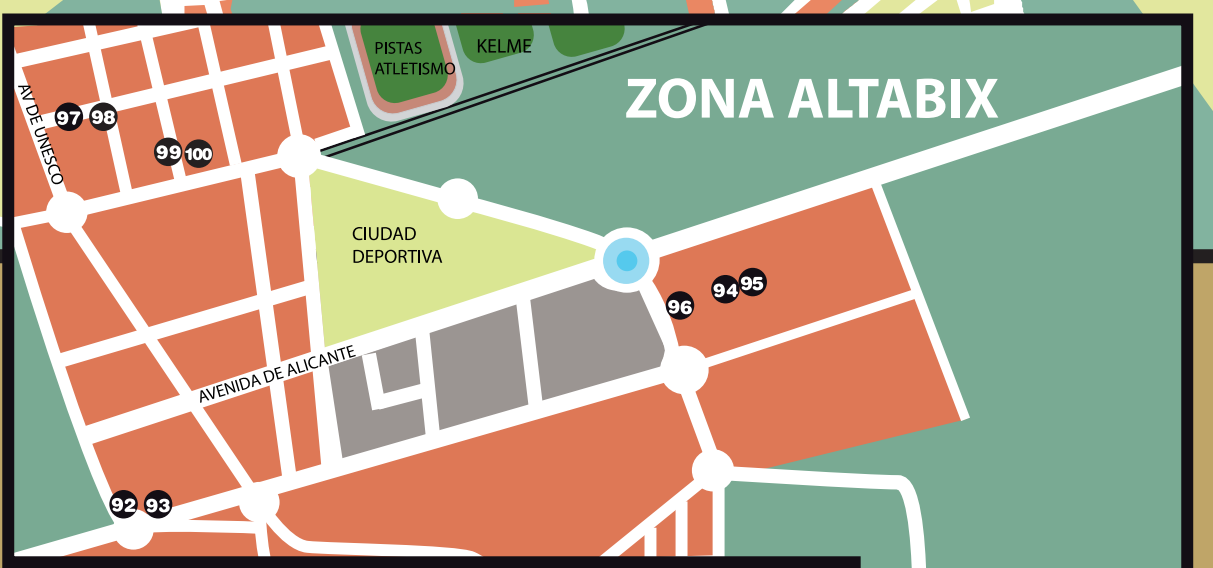 PISTAS
ATLETISMO
KELME
ZONA ALTABIX
AV DE UNESCO
97 98
99 100
CIUDAD
DEPORTIVA
96 94 95
AVENIDA DE ALICANTE
92 93